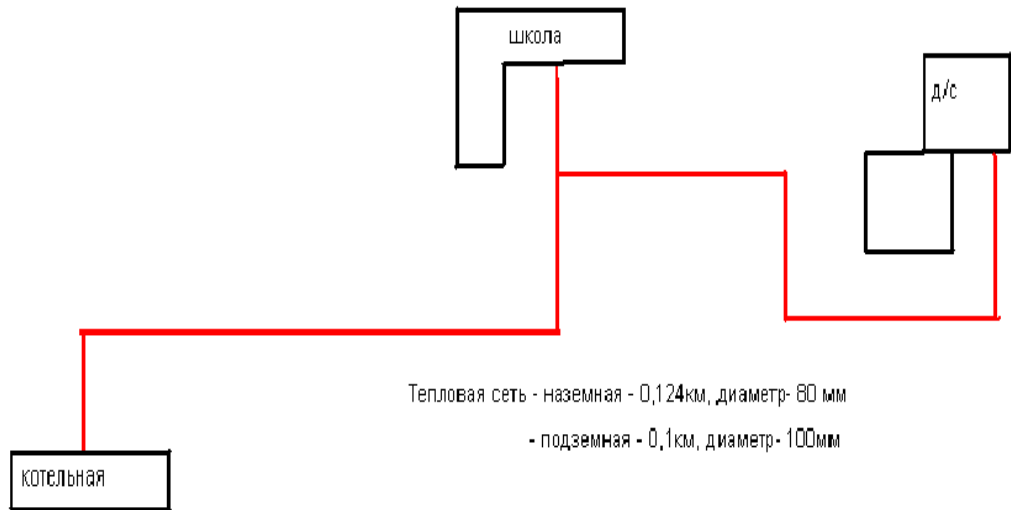 школа
д/с
Тепловая сеть - наземная - 0,124км, диаметр- 80 мм
- подземная - 0,1км, диаметр- 100мм
котельная